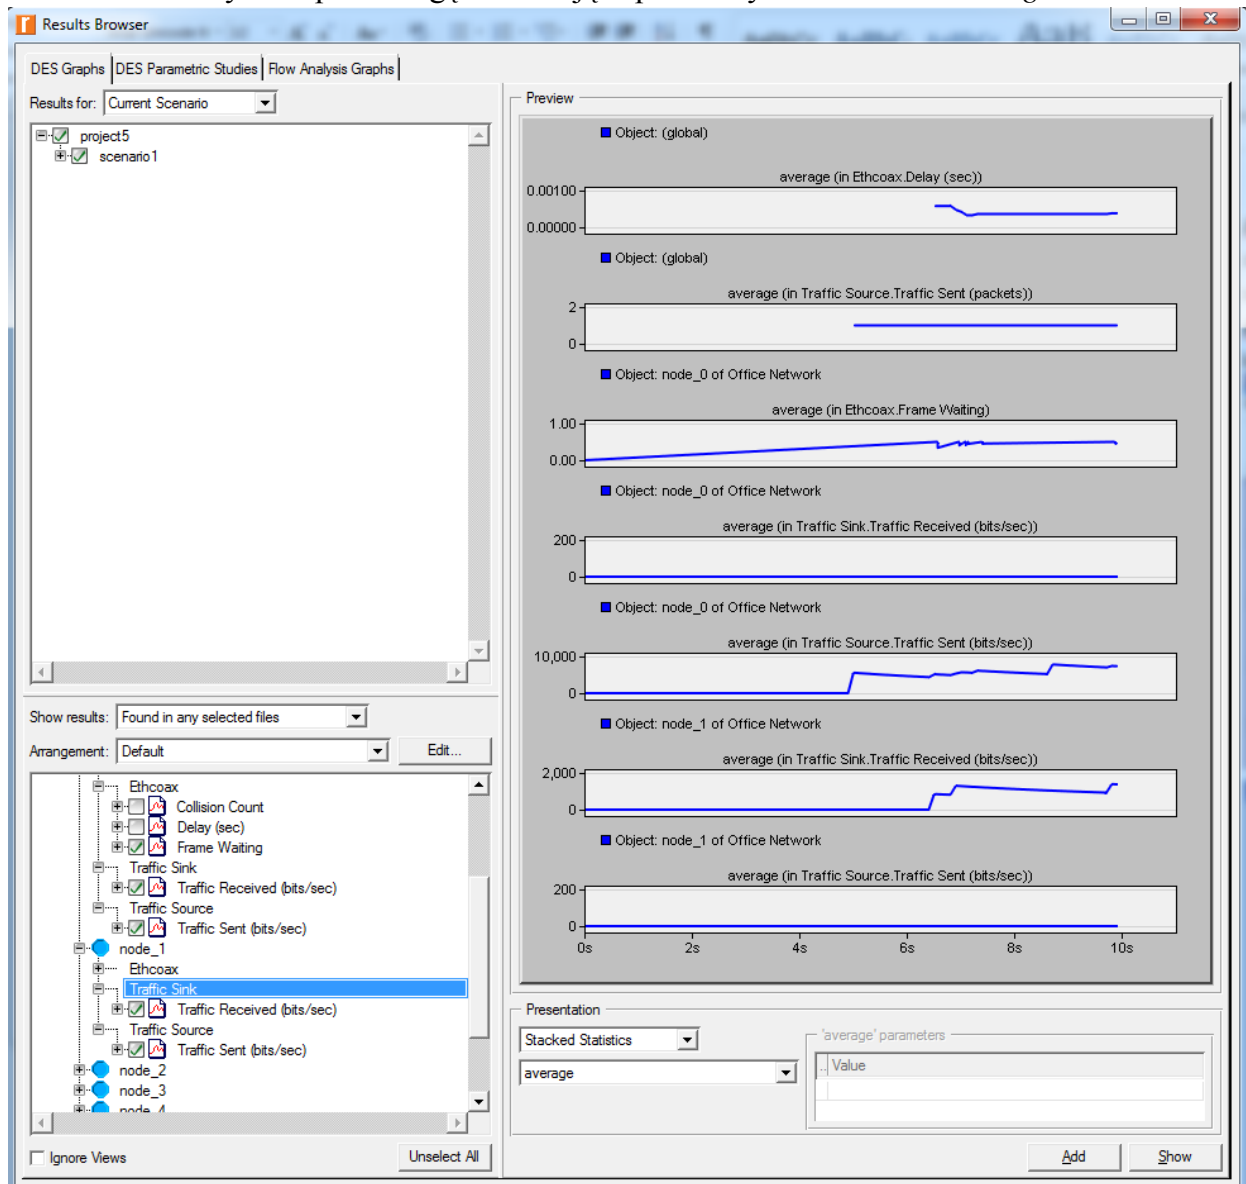 Results Browser
DES Graphs DES Parametric Studies Flow Analysis Graphs
Results for: Current Scenario
project5
scenario1
Show results: Found in any selected files
Arrangement: Default Edit...
Ethcoax
Collision Count
Delay (sec)
Frame Waiting
Traffic Sink
Traffic Received (bits/sec)
Traffic Source
Traffic Sent (bits/sec)
node_1
Ethcoax
Traffic Sink
Traffic Received (bits/sec)
Traffic Source
Traffic Sent (bits/sec)
node_2
node_3
node_4
Ignore Views Unselect All
Preview
Object: (global)
average (in Ethcoax.Delay (sec))
0.00100
0.00000
Object: (global)
average (in Traffic Source.Traffic Sent (packets))
2
0
Object: node_0 of Office Network
average (in Ethcoax.Frame Waiting)
1.00
0.00
Object: node_0 of Office Network
average (in Traffic Sink.Traffic Received (bits/sec))
200
0
Object: node_0 of Office Network
average (in Traffic Source.Traffic Sent (bits/sec))
10,000
0
Object: node_1 of Office Network
average (in Traffic Sink.Traffic Received (bits/sec))
2,000
0
Object: node_1 of Office Network
average (in Traffic Source.Traffic Sent (bits/sec))
200
0
0s 2s 4s 6s 8s 10s
Presentation
Stacked Statistics
average
'average' parameters
.. Value
Add Show